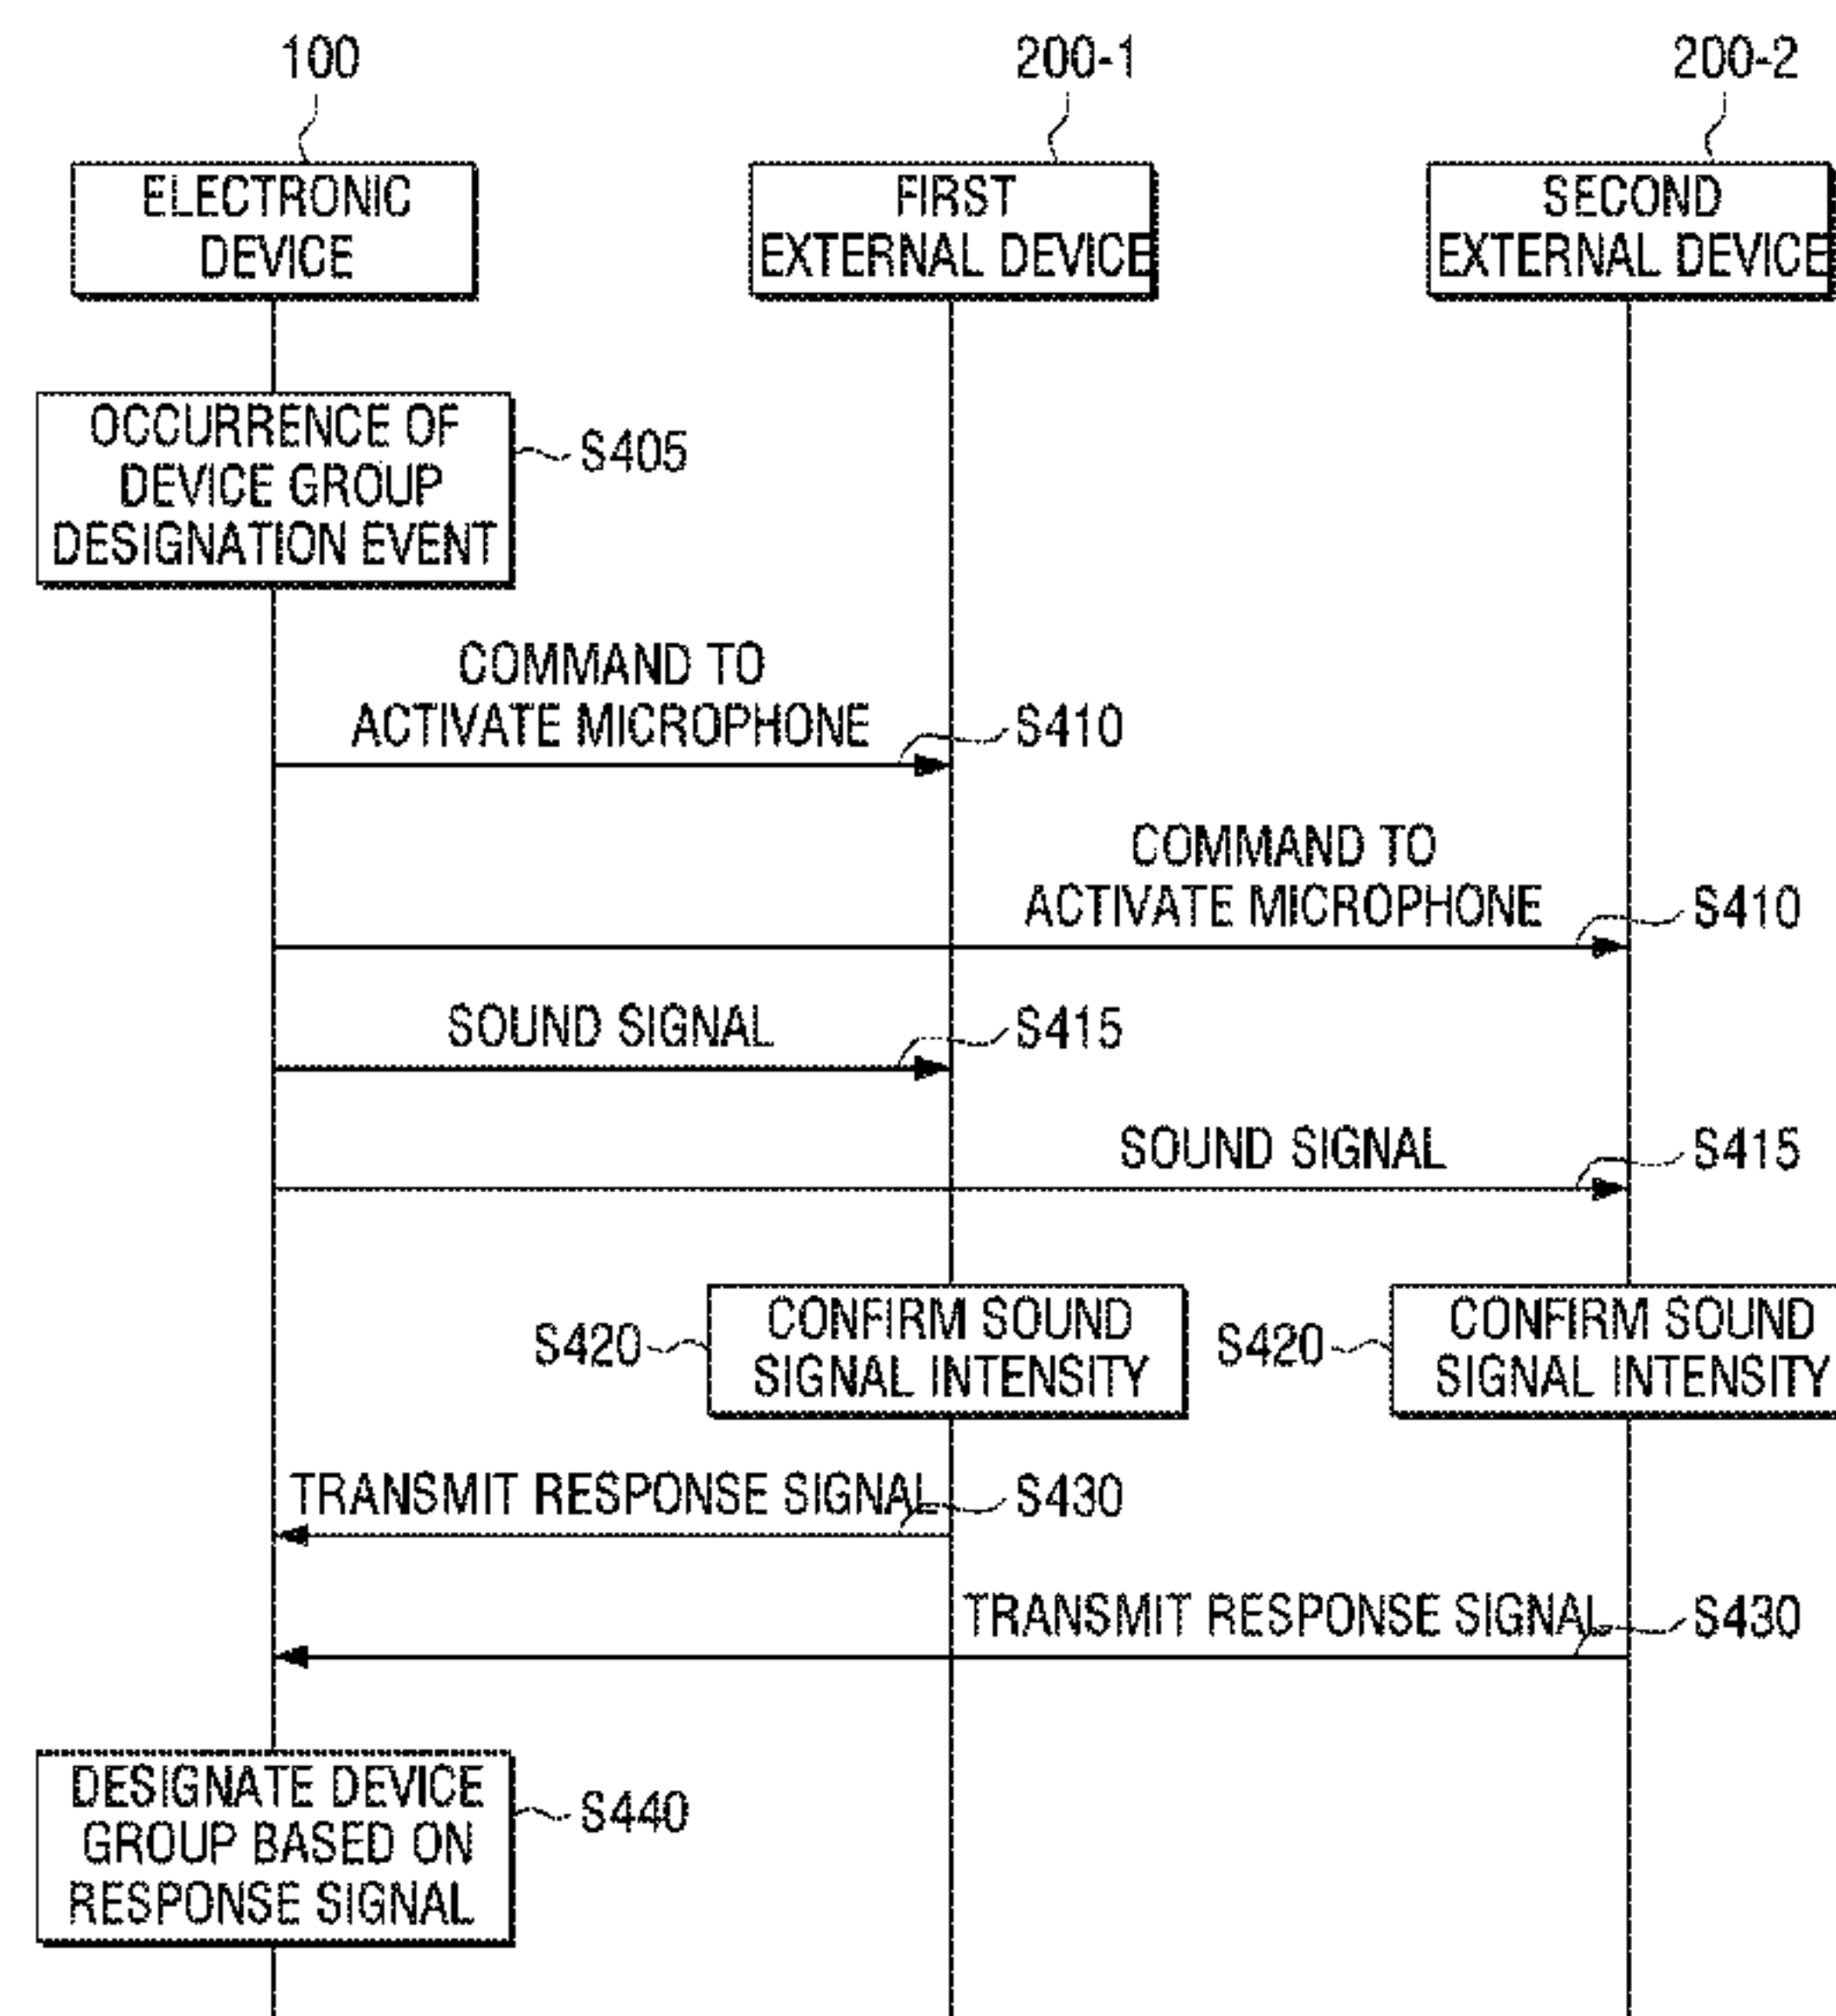 100
200-1
200-2
ELECTRONIC
DEVICE
FIRST
EXTERNAL DEVICE
SECOND
EXTERNAL DEVICE
OCCURRENCE OF
DEVICE GROUP
DESIGNATION EVENT
S405
COMMAND TO
ACTIVATE MICROPHONE
S410
COMMAND TO
ACTIVATE MICROPHONE
S410
SOUND SIGNAL
S415
SOUND SIGNAL
S415
S420
CONFIRM SOUND
SIGNAL INTENSITY
S420
CONFIRM SOUND
SIGNAL INTENSITY
TRANSMIT RESPONSE SIGNAL
S430
TRANSMIT RESPONSE SIGNAL
S430
DESIGNATE DEVICE
GROUP BASED ON
RESPONSE SIGNAL
S440